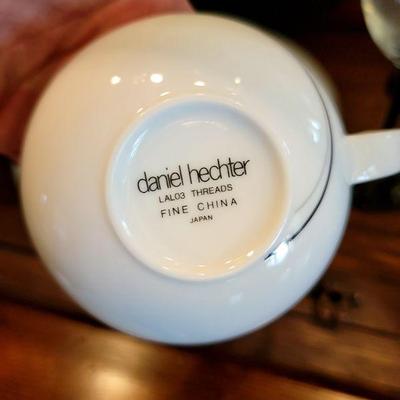 daniel hechter
LAL03 THREADS
FINE CHINA
JAPAN